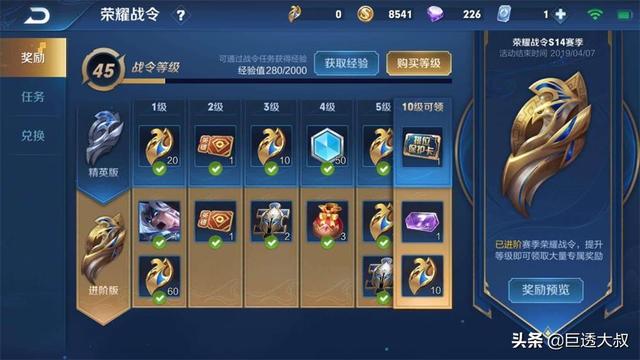 荣耀战令
?
0
8541
226
1
奖励
任务
兑换
45
战令等级
可通过战令任务获得经验
经验值280/2000
获取经验
购买等级
荣耀战令S14赛季
活动结束时间 2019/04/07
1级
2级
3级
4级
5级
10级可领
精英版
20
1
10
50
排位
保护卡
进阶版
1
1
2
3
1
60
10
已进阶赛季荣耀战令，提升
等级即可领取大量专属奖励
奖励预览
头条 @巨透大叔